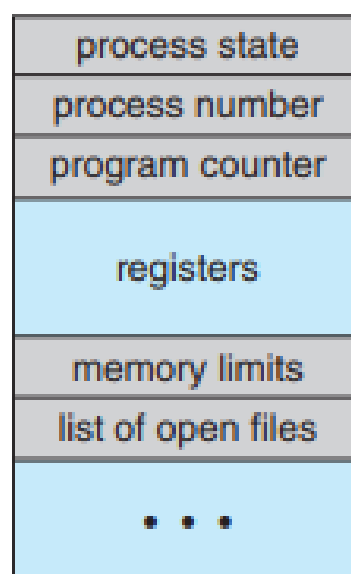 process state
process number
program counter
registers
memory limits
list of open files
• • •